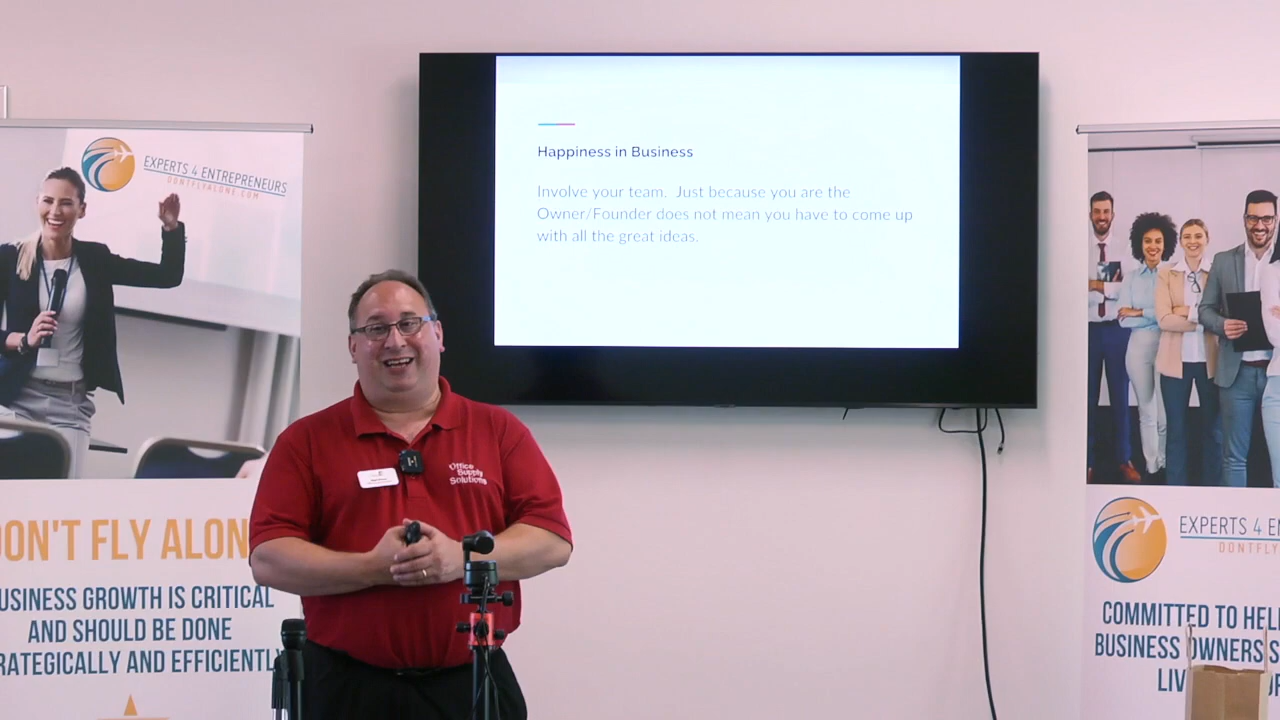 EXPERTS 4 ENTREPRENEURS
DONTFLYALONE.COM
DON'T FLY ALON
USINESS GROWTH IS CRITICAL
AND SHOULD BE DONE
RATEGICALLY AND EFFICIENTLY
Happiness in Business
Involve your team. Just because you are the
Owner/Founder does not mean you have to come up
with all the great ideas.
Office
Supply
Solutions
EXPERTS 4 EN
DONTFLY
COMMITTED TO HEL
BUSINESS OWNERS S
LIV